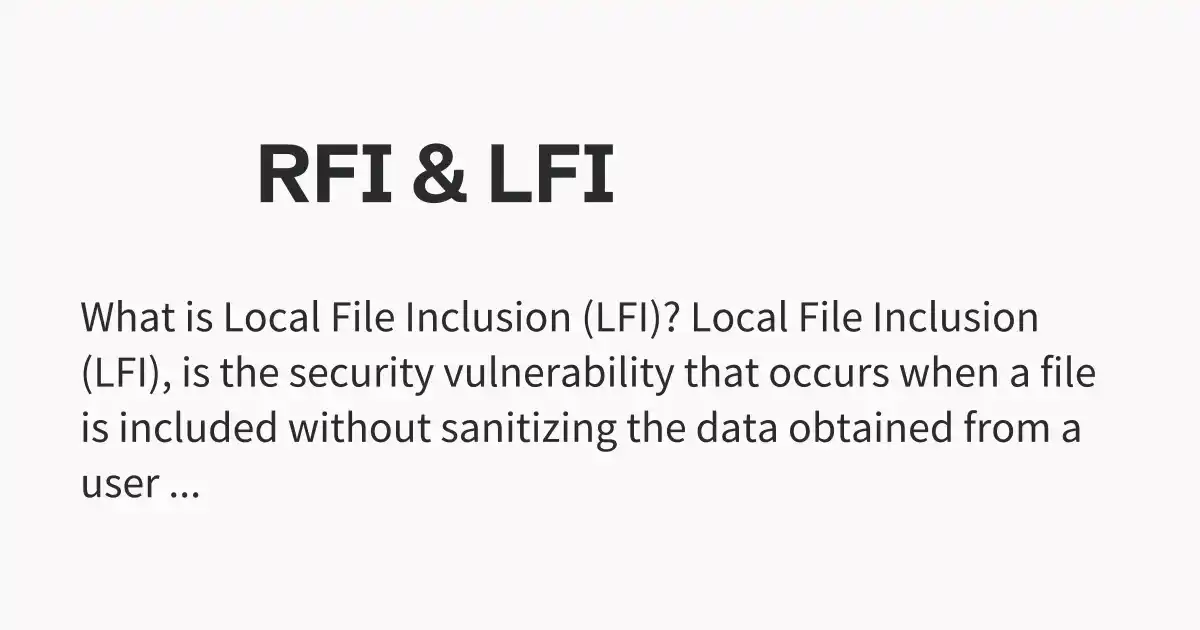 RFI & LFI
What is Local File Inclusion (LFI)? Local File Inclusion
(LFI), is the security vulnerability that occurs when a file
is included without sanitizing the data obtained from a
user ...